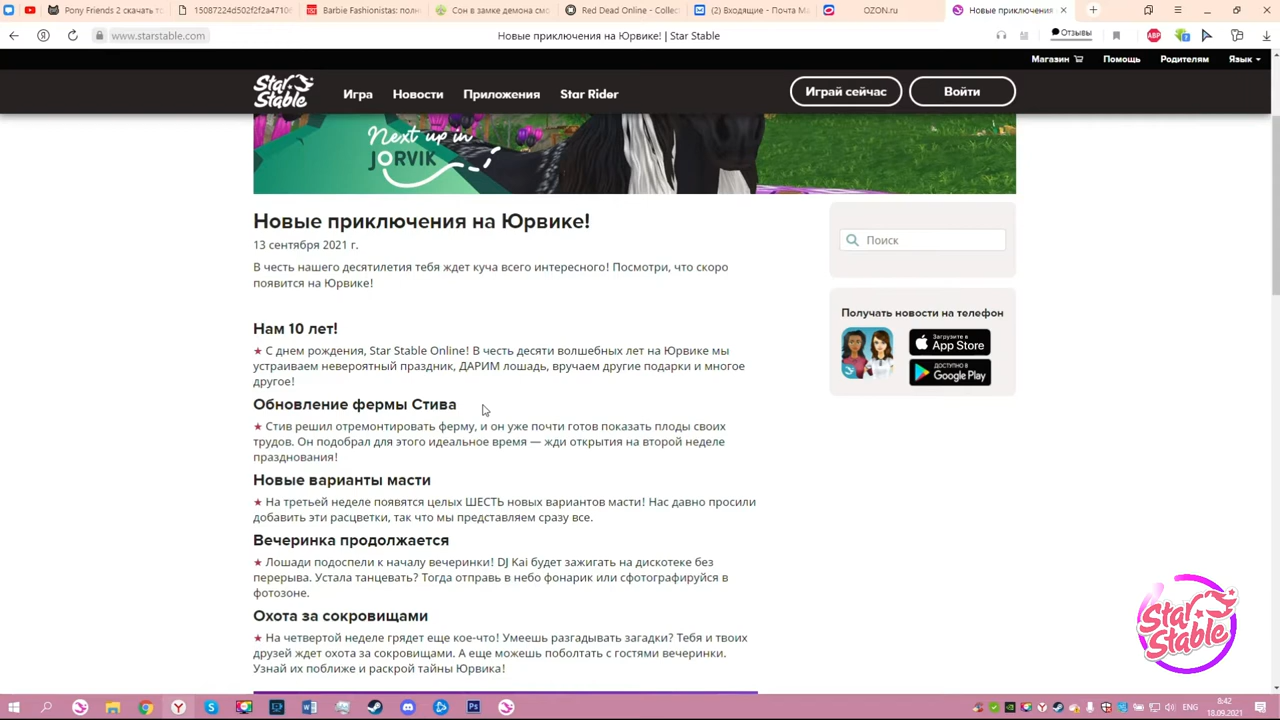 Pony Friends 2 скачать то
15087224d502f2f2a47106
Barbie Fashionistas: полн
Сон в замке демона смо
Red Dead Online - Collect
(2) Входящие - Почта Ma
OZON.ru
Новые приключения
www.starstable.com
Новые приключения на Юрвике! | Star Stable
Отзывы
ABP
Магазин
Помощь
Родителям
Язык
Star Stable
Игра
Новости
Приложения
Star Rider
Играй сейчас
Войти
Next up in
JORVIK
Новые приключения на Юрвике!
13 сентября 2021 г.
В честь нашего десятилетия тебя ждет куча всего интересного! Посмотри, что скоро
появится на Юрвике!
Поиск
Получать новости на телефон
Загрузите в
App Store
ДОСТУПНО В
Google Play
Нам 10 лет!
★ С днем рождения, Star Stable Online! В честь десяти волшебных лет на Юрвике мы
устраиваем невероятный праздник, ДАРИМ лошадь, вручаем другие подарки и многое
другое!
Обновление фермы Стива
★ Стив решил отремонтировать ферму, и он уже почти готов показать плоды своих
трудов. Он подобрал для этого идеальное время — жди открытия на второй неделе
празднования!
Новые варианты масти
★ На третьей неделе появятся целых ШЕСТЬ новых вариантов масти! Нас давно просили
добавить эти расцветки, так что мы представляем сразу все.
Вечеринка продолжается
★ Лошади подоспели к началу вечеринки! DJ Kai будет зажигать на дискотеке без
перерыва. Устала танцевать? Тогда отправь в небо фонарик или сфотографируйся в
фотозоне.
Охота за сокровищами
★ На четвертой неделе грядет еще кое-что! Умеешь разгадывать загадки? Тебя и твоих
друзей ждет охота за сокровищами. А еще можешь поболтать с гостями вечеринки.
Узнай их поближе и раскрой тайны Юрвика!
Star Stable
ENG
8:42
18.09.2021